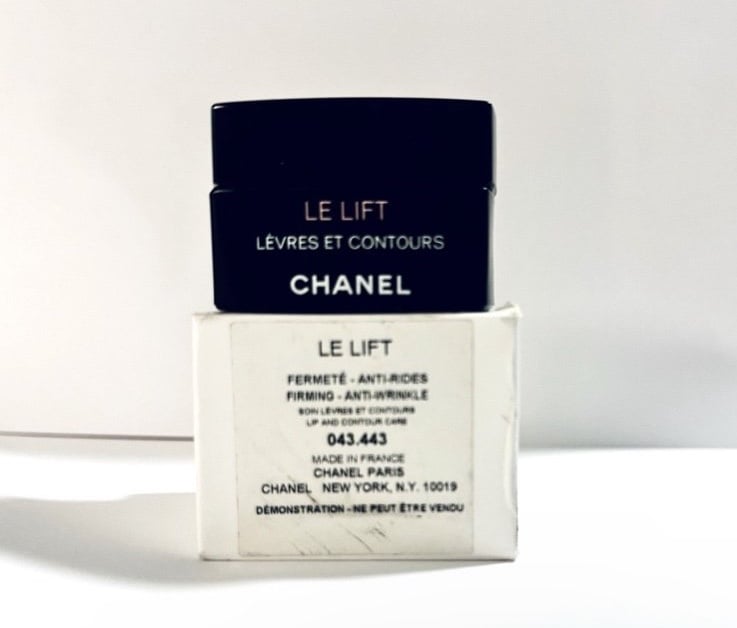 LE LIFT
LÈVRES ET CONTOURS
CHANEL
LE LIFT
FERMETÉ - ANTI-RIDES
FIRMING - ANTI-WRINKLE
SOIN LÈVRES ET CONTOURS
LIP AND CONTOUR CARE
043.443
MADE IN FRANCE
CHANEL PARIS
CHANEL NEW YORK, N.Y. 10019
DÉMONSTRATION - NE PEUT ÊTRE VENDU